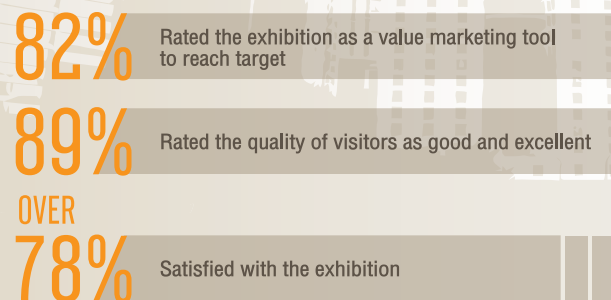 82%
Rated the exhibition as a value marketing tool
to reach target
89%
Rated the quality of visitors as good and excellent
OVER
78%
Satisfied with the exhibition